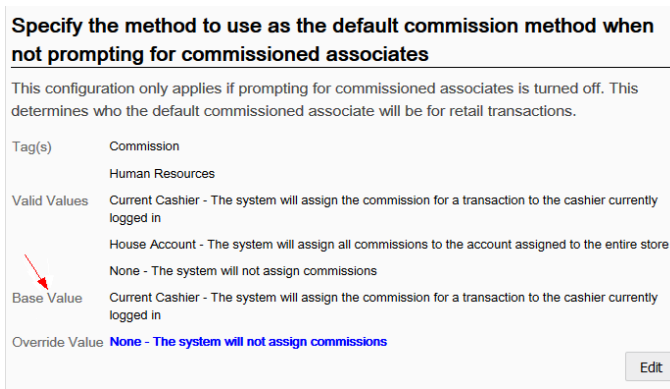 Specify the method to use as the default commission method when
not prompting for commissioned associates
This configuration only applies if prompting for commissioned associates is turned off. This
determines who the default commissioned associate will be for retail transactions.
Tag(s) Commission
Human Resources
Valid Values Current Cashier - The system will assign the commission for a transaction to the cashier currently
logged in
House Account - The system will assign all commissions to the account assigned to the entire store
None - The system will not assign commissions
Base Value Current Cashier - The system will assign the commission for a transaction to the cashier currently
logged in
Override Value None - The system will not assign commissions
Edit